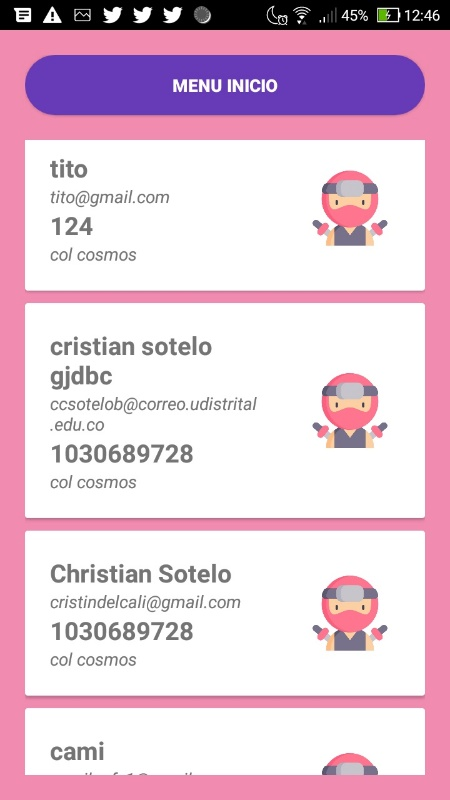 45% 12:46
MENU INICIO
tito
tito@gmail.com
124
col cosmos
cristian sotelo
gjdbc
ccsotelob@correo.udistrital
.edu.co
1030689728
col cosmos
Christian Sotelo
cristindelcali@gmail.com
1030689728
col cosmos
cami